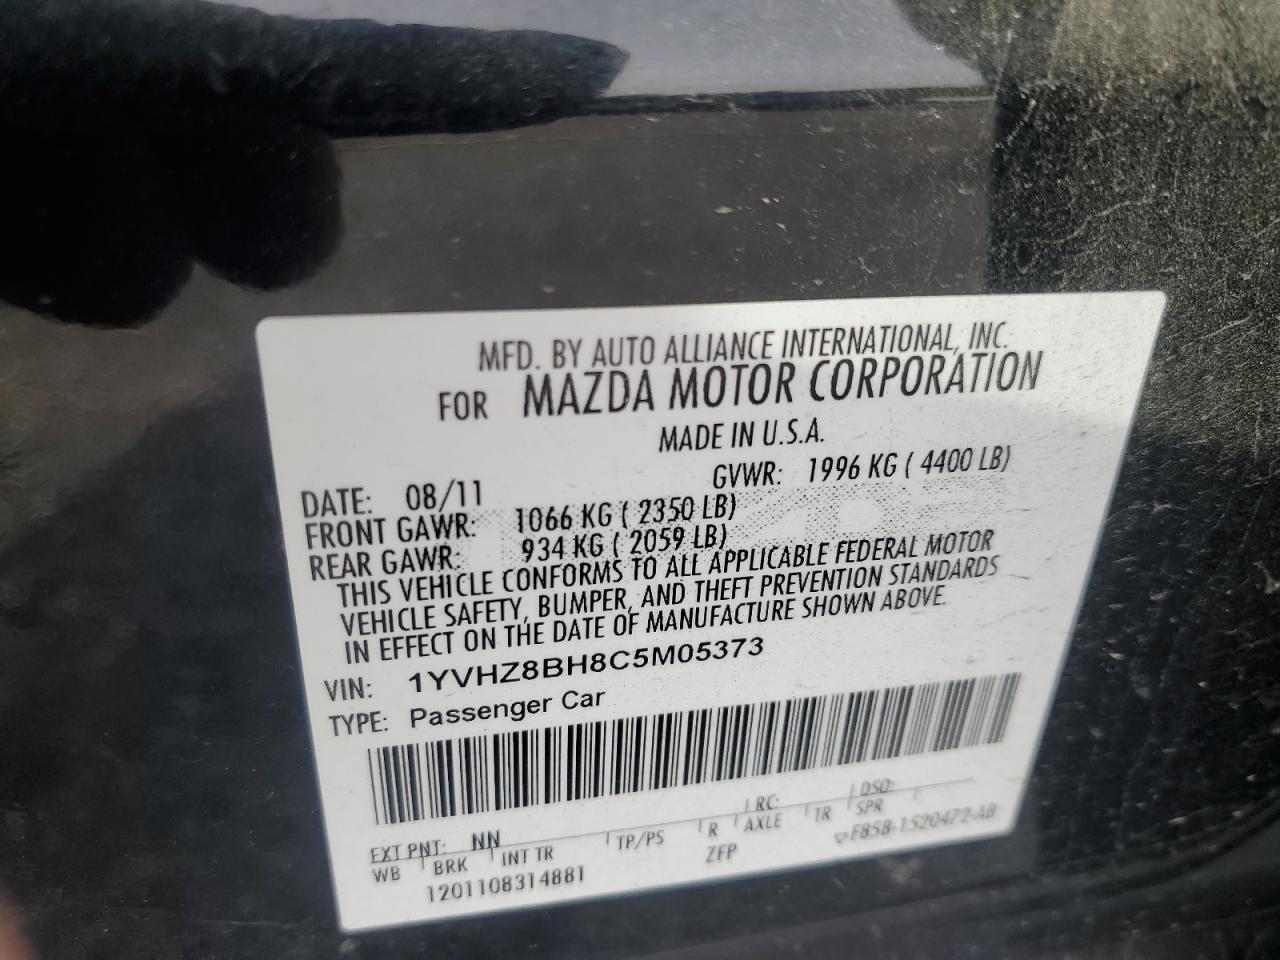 MFD. BY AUTO ALLIANCE INTERNATIONAL, INC.
FOR MAZDA MOTOR CORPORATION
MADE IN U.S.A.
DATE: 08/11 GVWR: 1996 KG ( 4400 LB)
FRONT GAWR: 1066 KG ( 2350 LB)
REAR GAWR: 934 KG ( 2059 LB)
THIS VEHICLE CONFORMS TO ALL APPLICABLE FEDERAL MOTOR
VEHICLE SAFETY, BUMPER, AND THEFT PREVENTION STANDARDS
IN EFFECT ON THE DATE OF MANUFACTURE SHOWN ABOVE.
VIN: 1YVHZ8BH8C5M05373
TYPE: Passenger Car
EXT PNT: NN RC: DSO:
WB BRK INT TR TP/PS R AXLE TR SPR
1201108314881 ZFP F85B-1520472-AB